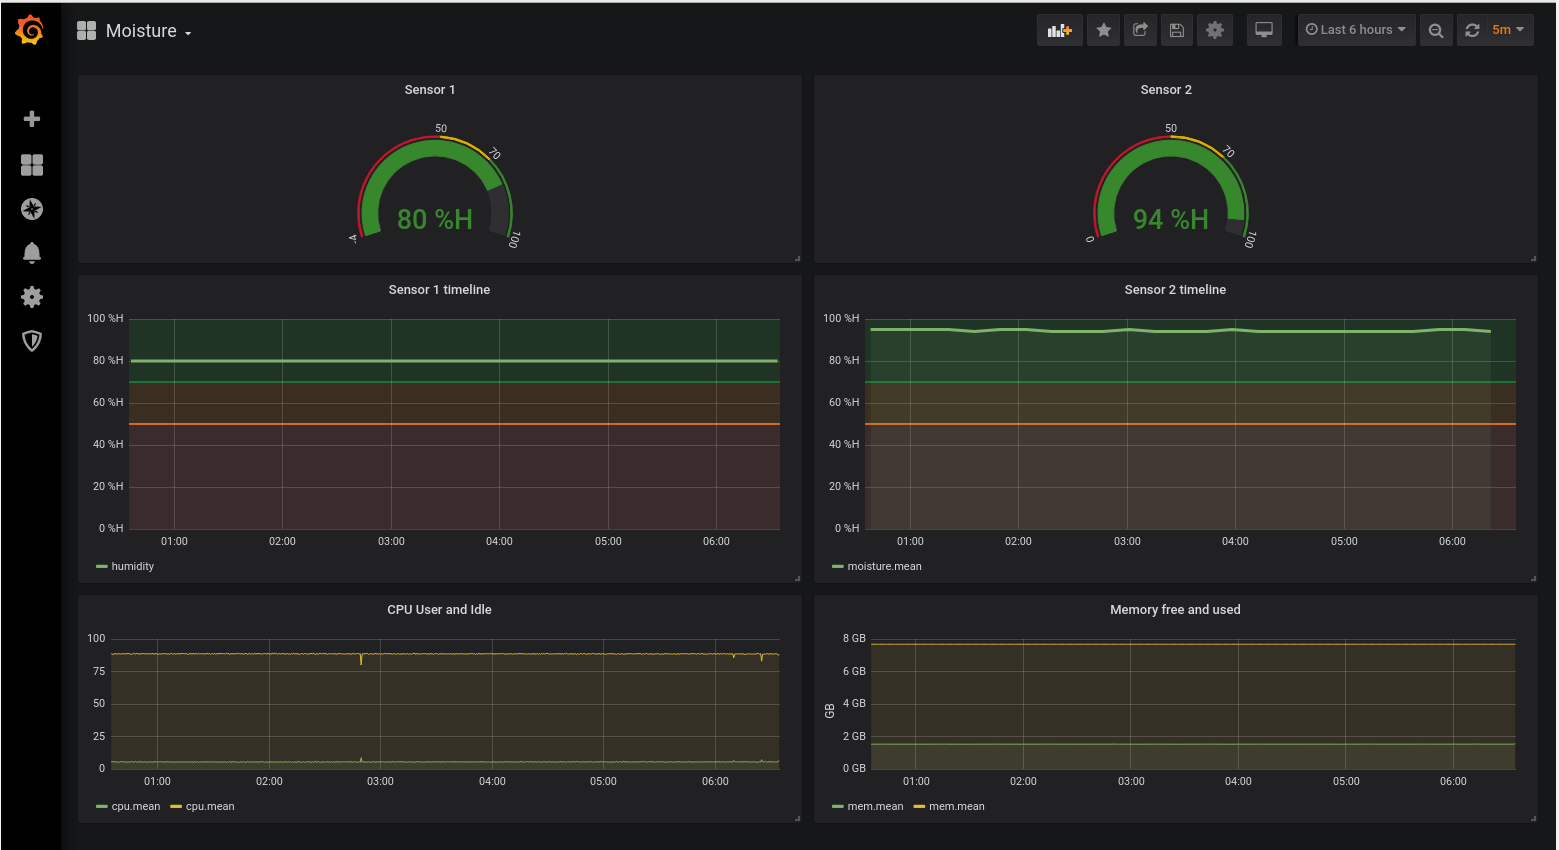 Moisture
Last 6 hours
5m
Sensor 1
50
70
80 %H
100
Sensor 2
50
70
94 %H
0
100
Sensor 1 timeline
100 %H
80 %H
60 %H
40 %H
20 %H
0 %H
01:00 02:00 03:00 04:00 05:00 06:00
humidity
Sensor 2 timeline
100 %H
80 %H
60 %H
40 %H
20 %H
0 %H
01:00 02:00 03:00 04:00 05:00 06:00
moisture.mean
CPU User and Idle
100
75
50
25
0
01:00 02:00 03:00 04:00 05:00 06:00
cpu.mean cpu.mean
Memory free and used
GB
8 GB
6 GB
4 GB
2 GB
0 GB
01:00 02:00 03:00 04:00 05:00 06:00
mem.mean mem.mean